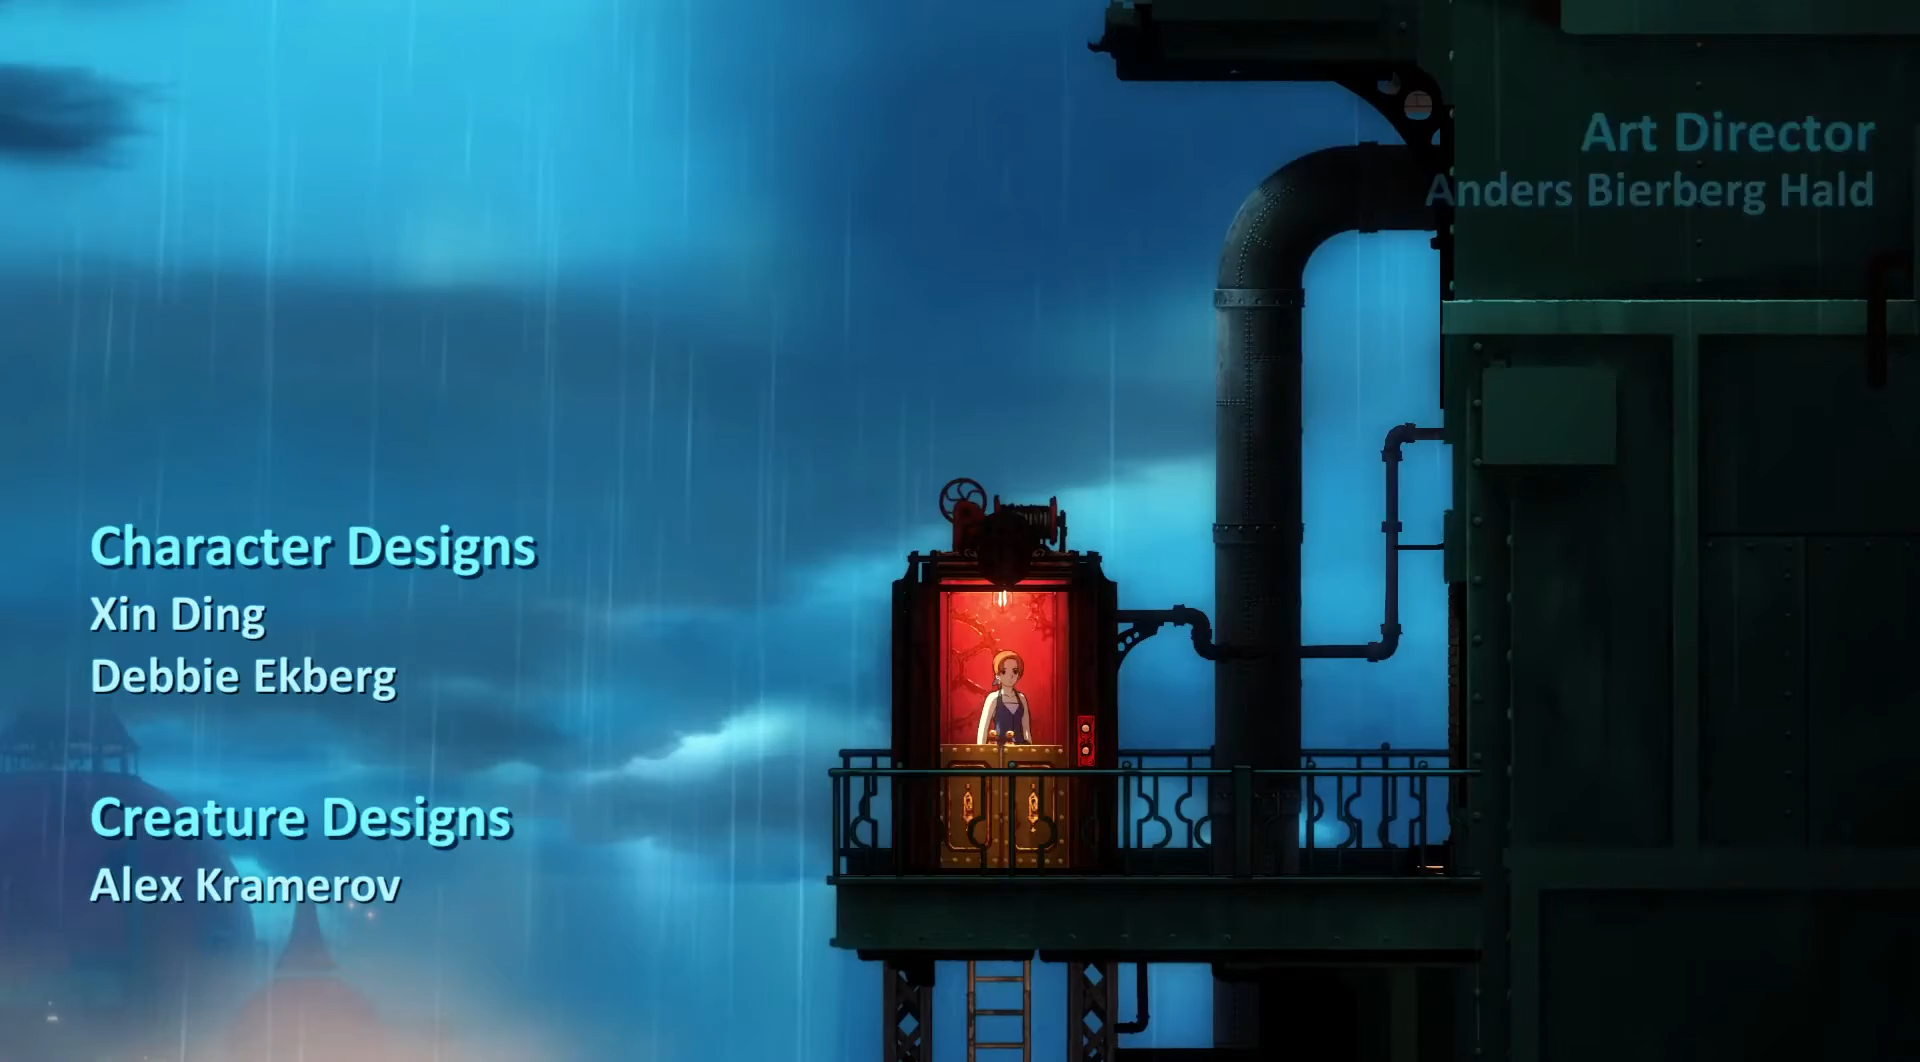 Art Director
Anders Bierberg Hald
Character Designs
Xin Ding
Debbie Ekberg
Creature Designs
Alex Kramerov